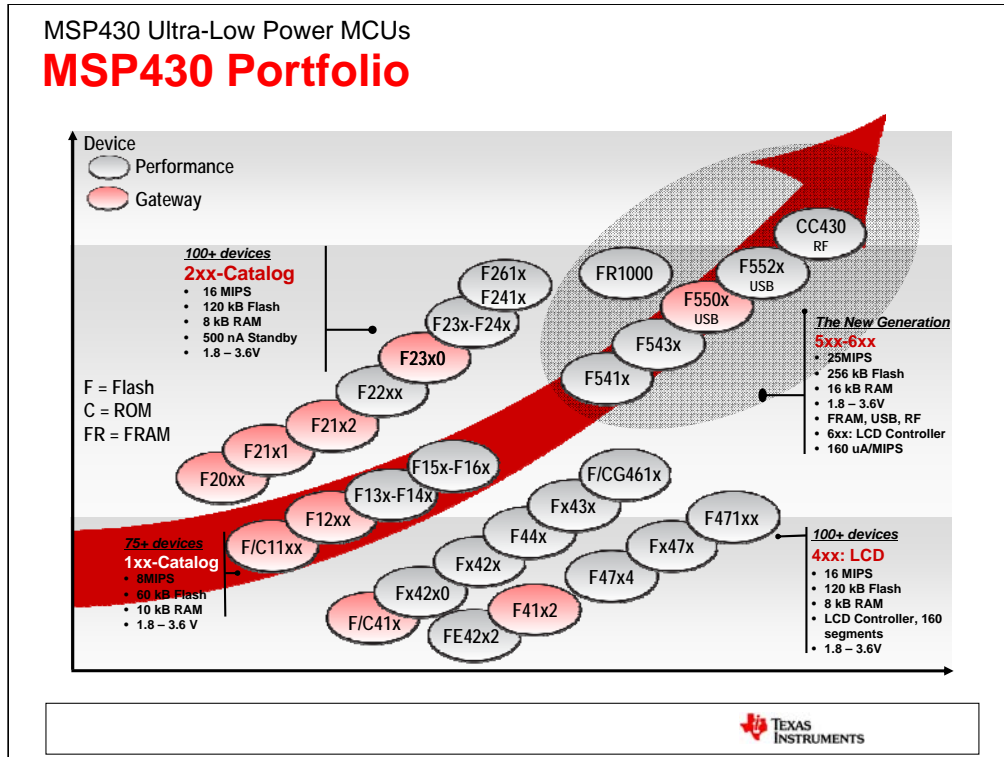 MSP430 Ultra-Low Power MCUs
MSP430 Portfolio
Device
Performance
Gateway
100+ devices
2xx-Catalog
• 16 MIPS
• 120 kB Flash
• 8 kB RAM
• 500 nA Standby
• 1.8 – 3.6V
F = Flash
C = ROM
FR = FRAM
F261x
F241x
F23x-F24x
F23x0
F22xx
F21x2
F21x1
F20xx
FR1000
CC430
RF
F552x
USB
F550x
USB
F543x
F541x
The New Generation
5xx-6xx
• 25MIPS
• 256 kB Flash
• 16 kB RAM
• 1.8 – 3.6V
• FRAM, USB, RF
• 6xx: LCD Controller
• 160 uA/MIPS
F15x-F16x
F13x-F14x
F12xx
F/C11xx
75+ devices
1xx-Catalog
• 8MIPS
• 60 kB Flash
• 10 kB RAM
• 1.8 – 3.6 V
F/CG461x
Fx43x
F44x
Fx42x
Fx42x0
F/C41x
F471xx
Fx47x
F47x4
F41x2
FE42x2
100+ devices
4xx: LCD
• 16 MIPS
• 120 kB Flash
• 8 kB RAM
• LCD Controller, 160
segments
• 1.8 – 3.6V
TEXAS
INSTRUMENTS